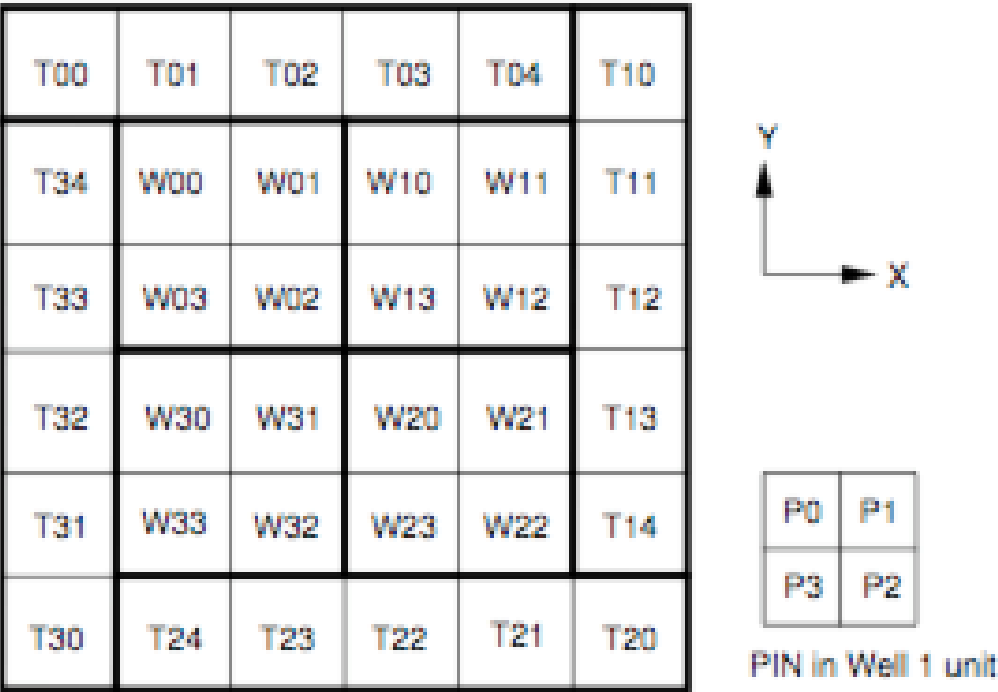 T00 T01 T02 T03 T04 T10
T34 W00 W01 W10 W11 T11
T33 W03 W02 W13 W12 T12
T32 W30 W31 W20 W21 T13
T31 W33 W32 W23 W22 T14
T30 T24 T23 T22 T21 T20
Y
X
P0 P1
P3 P2
PIN in Well 1 unit